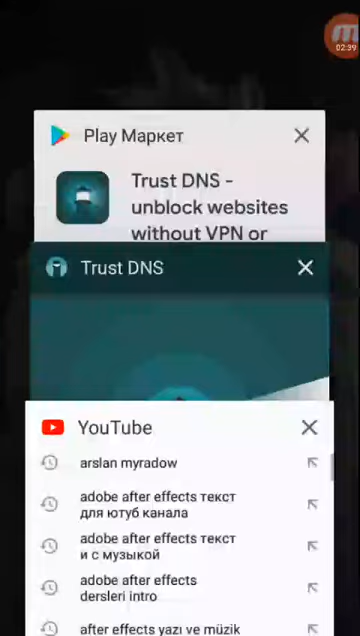 02:39
Play Маркет
Trust DNS -
unblock websites
without VPN or
Trust DNS
YouTube
arslan myradow
adobe after effects текст
для ютуб канала
adobe after effects текст
и с музыкой
adobe after effects
dersleri intro
after effects yazı ve müzik